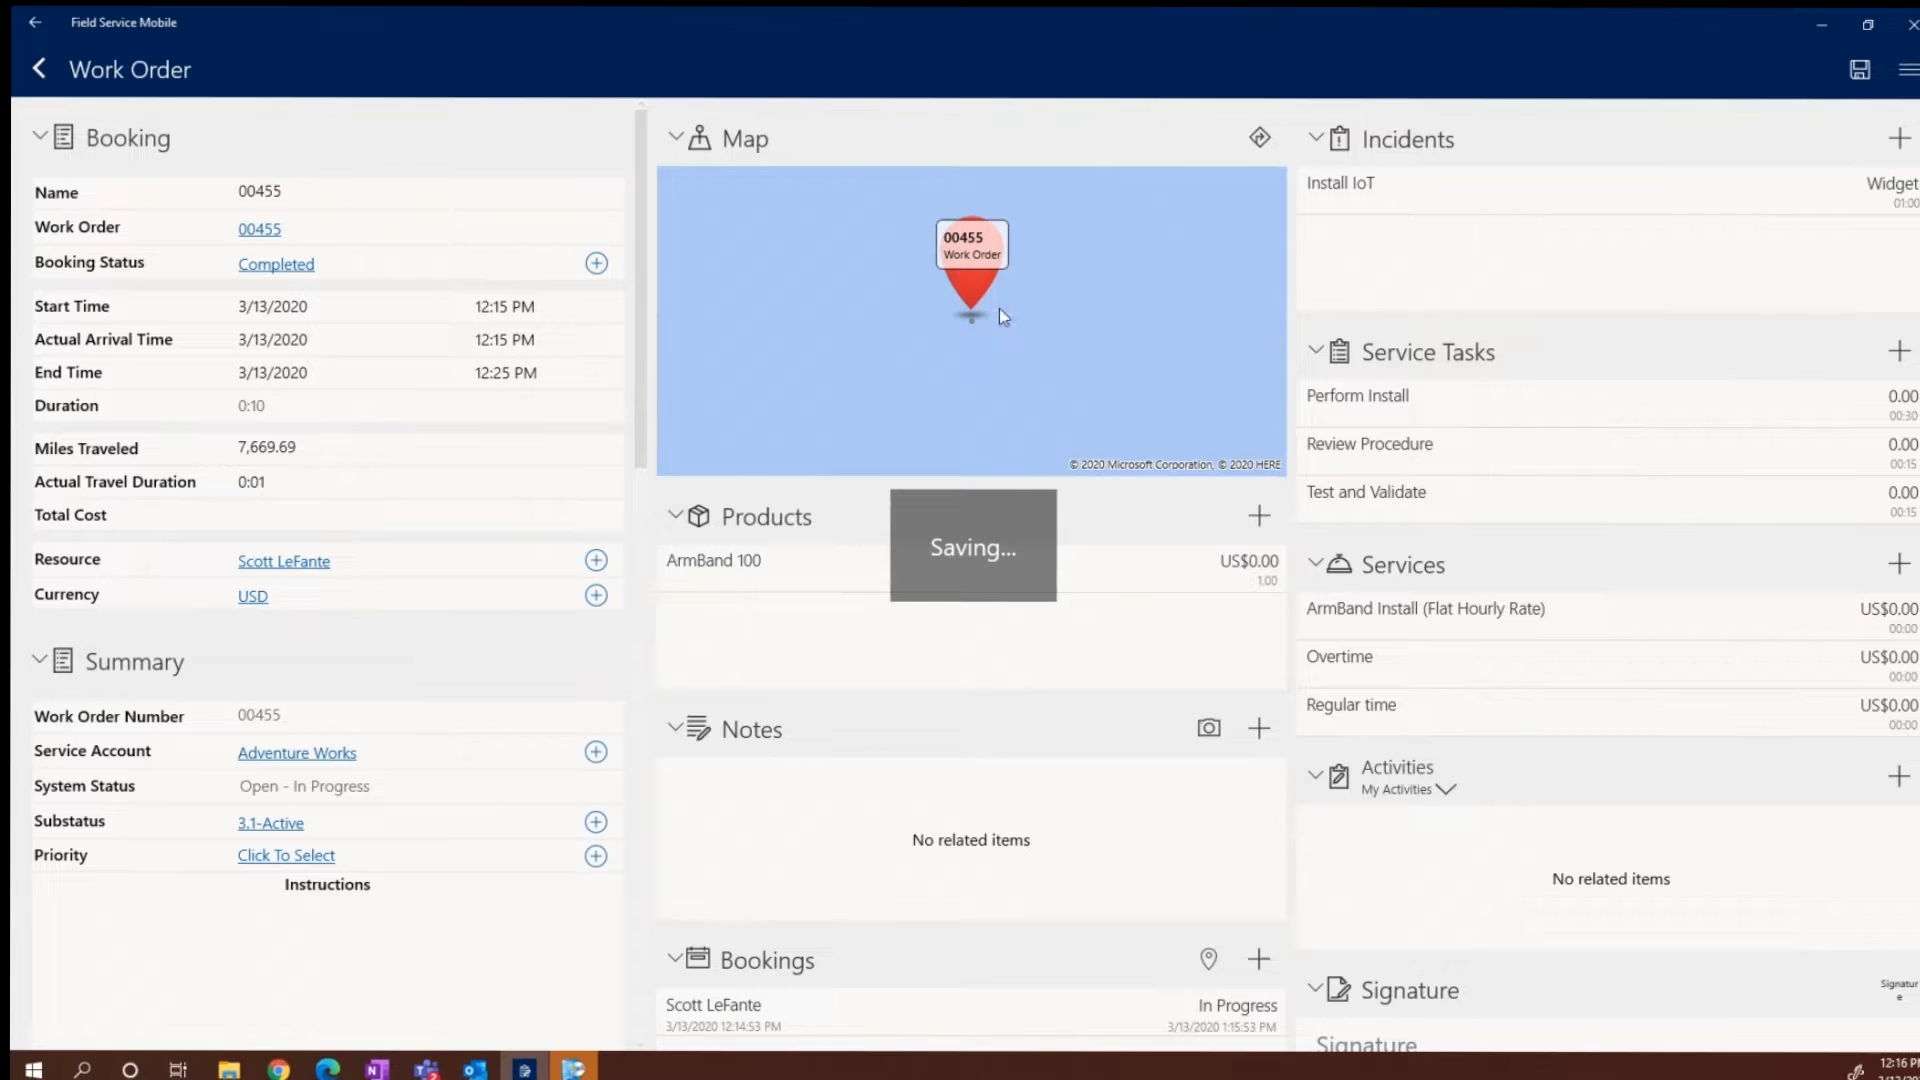 Field Service Mobile
Work Order
Booking
Name 00455
Work Order 00455
Booking Status Completed
Start Time 3/13/2020 12:15 PM
Actual Arrival Time 3/13/2020 12:15 PM
End Time 3/13/2020 12:25 PM
Duration 0:10
Miles Traveled 7,669.69
Actual Travel Duration 0:01
Total Cost
Resource Scott LeFante
Currency USD
Summary
Work Order Number 00455
Service Account Adventure Works
System Status Open - In Progress
Substatus 3.1-Active
Priority Click To Select
Instructions
Map
00455
Work Order
© 2020 Microsoft Corporation, © 2020 HERE
Products
ArmBand 100 US$0.00
1.00
Saving...
Notes
No related items
Bookings
Scott LeFante In Progress
3/13/2020 12:14:53 PM 3/13/2020 1:15:53 PM
Incidents
Install IoT Widget
01:00
Service Tasks
Perform Install 0.00
00:30
Review Procedure 0.00
00:15
Test and Validate 0.00
00:15
Services
ArmBand Install (Flat Hourly Rate) US$0.00
00:00
Overtime US$0.00
00:00
Regular time US$0.00
00:00
Activities
My Activities
No related items
Signature
Signatur
e
Signature
12:16 PM